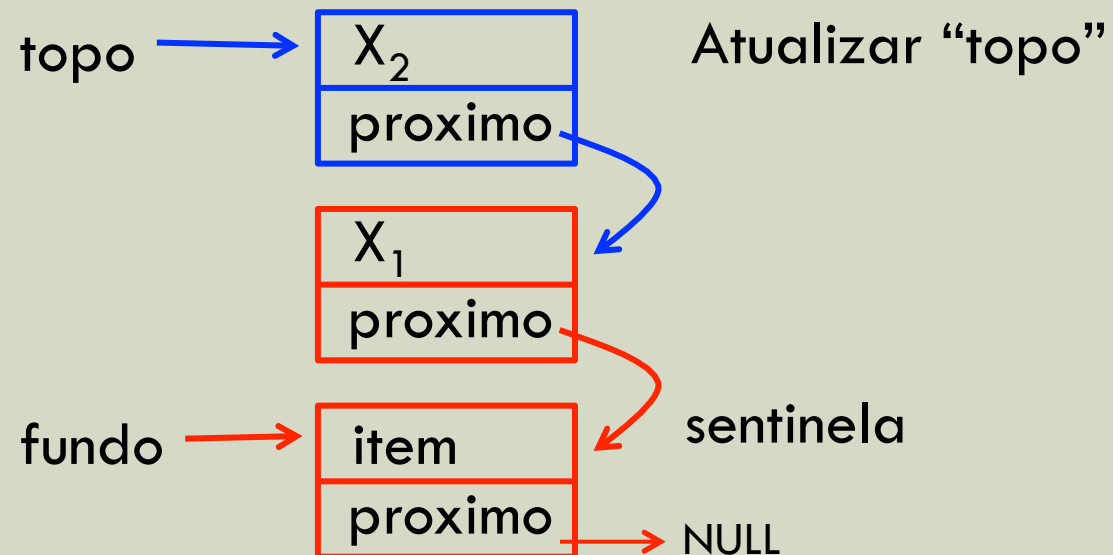 topo
X₂
Atualizar “topo”
proximo
X₁
proximo
fundo
item
sentinela
proximo
NULL